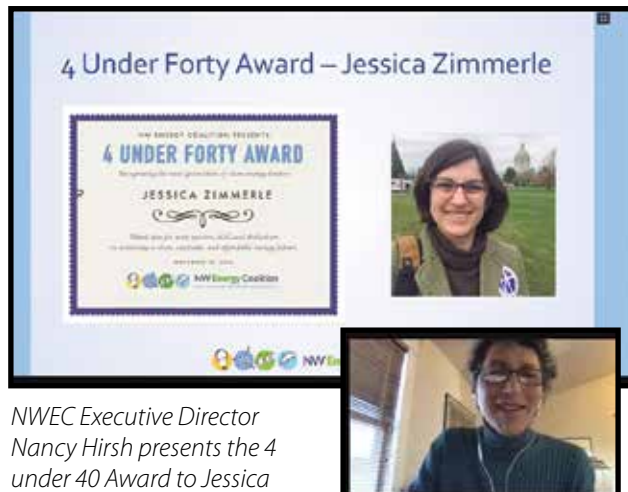 4 Under Forty Award – Jessica Zimmerle
NW ENERGY COALITION PRESENTS
4 UNDER FORTY AWARD
JESSICA ZIMMERLE
NW Energy Coalition
NW En
NWEC Executive Director
Nancy Hirsh presents the 4
under 40 Award to Jessica